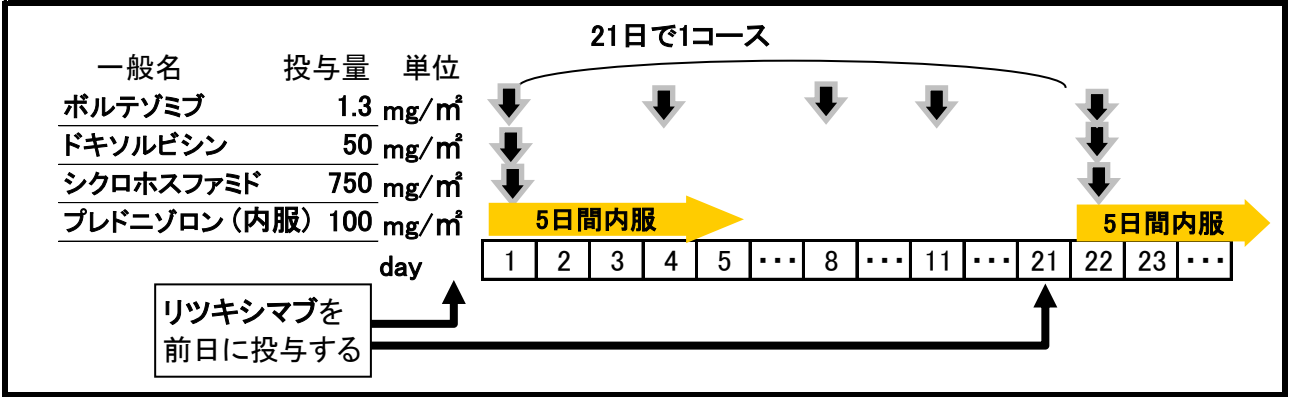 21日で1コース
一般名 投与量 単位
ボルテゾミブ 1.3 mg/㎡
ドキソルビシン 50 mg/㎡
シクロホスファミド 750 mg/㎡
プレドニゾロン（内服） 100 mg/㎡
5日間内服 5日間内服
day 1 2 3 4 5 ・・・ 8 ・・・ 11 ・・・ 21 22 23 ・・・
リツキシマブを
前日に投与する